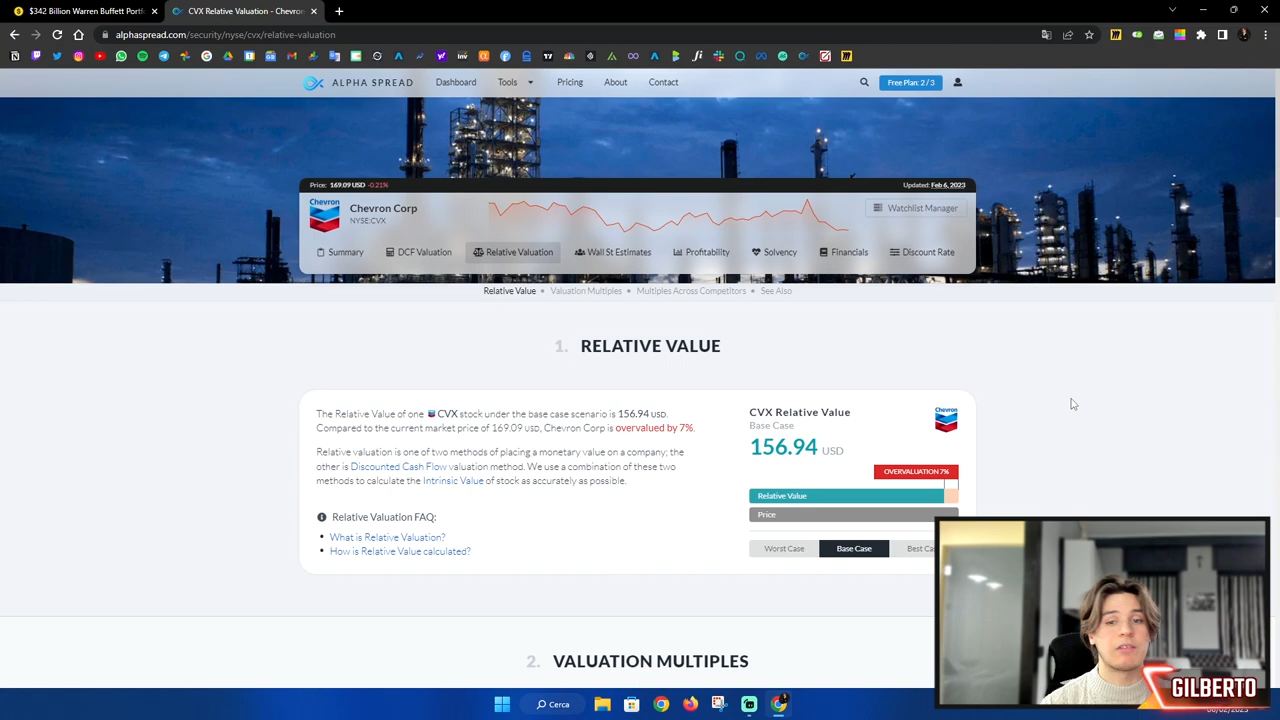 $342 Billion Warren Buffett Portf
CVX Relative Valuation - Chevron
alphaspread.com/security/nyse/cvx/relative-valuation
ALPHA SPREAD
Dashboard
Tools
Pricing
About
Contact
Free Plan: 2 / 3
Price: 169.09 USD -0.21%
Updated: Feb 6, 2023
Chevron
Chevron Corp
NYSE:CVX
Watchlist Manager
Summary
DCF Valuation
Relative Valuation
Wall St Estimates
Profitability
Solvency
Financials
Discount Rate
Relative Value • Valuation Multiples • Multiples Across Competitors • See Also
1. RELATIVE VALUE
The Relative Value of one CVX stock under the base case scenario is 156.94 USD.
Compared to the current market price of 169.09 USD, Chevron Corp is overvalued by 7%.
Relative valuation is one of two methods of placing a monetary value on a company; the
other is Discounted Cash Flow valuation method. We use a combination of these two
methods to calculate the Intrinsic Value of stock as accurately as possible.
Relative Valuation FAQ:
• What is Relative Valuation?
• How is Relative Value calculated?
CVX Relative Value
Base Case
156.94 USD
Chevron
OVERVALUATION 7%
Relative Value
Price
Worst Case
Base Case
Best Ca
2. VALUATION MULTIPLES
GILBERTO
Cerca